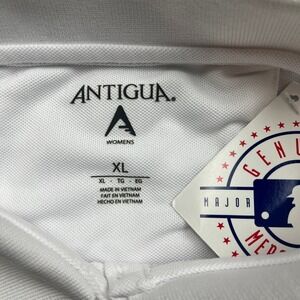 ANTIGUA®
WOMENS
XL
XL - TG - EG
MADE IN VIETNAM
FAIT EN VIETNAM
HECHO EN VIETNAM
GENU
MAJOR
MER